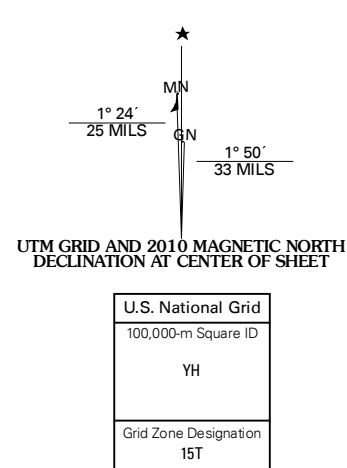 MN
1° 24´
25 MILS
GN
1° 50´
33 MILS
UTM GRID AND 2010 MAGNETIC NORTH
DECLINATION AT CENTER OF SHEET
U.S. National Grid
100,000-m Square ID
YH
Grid Zone Designation
15T